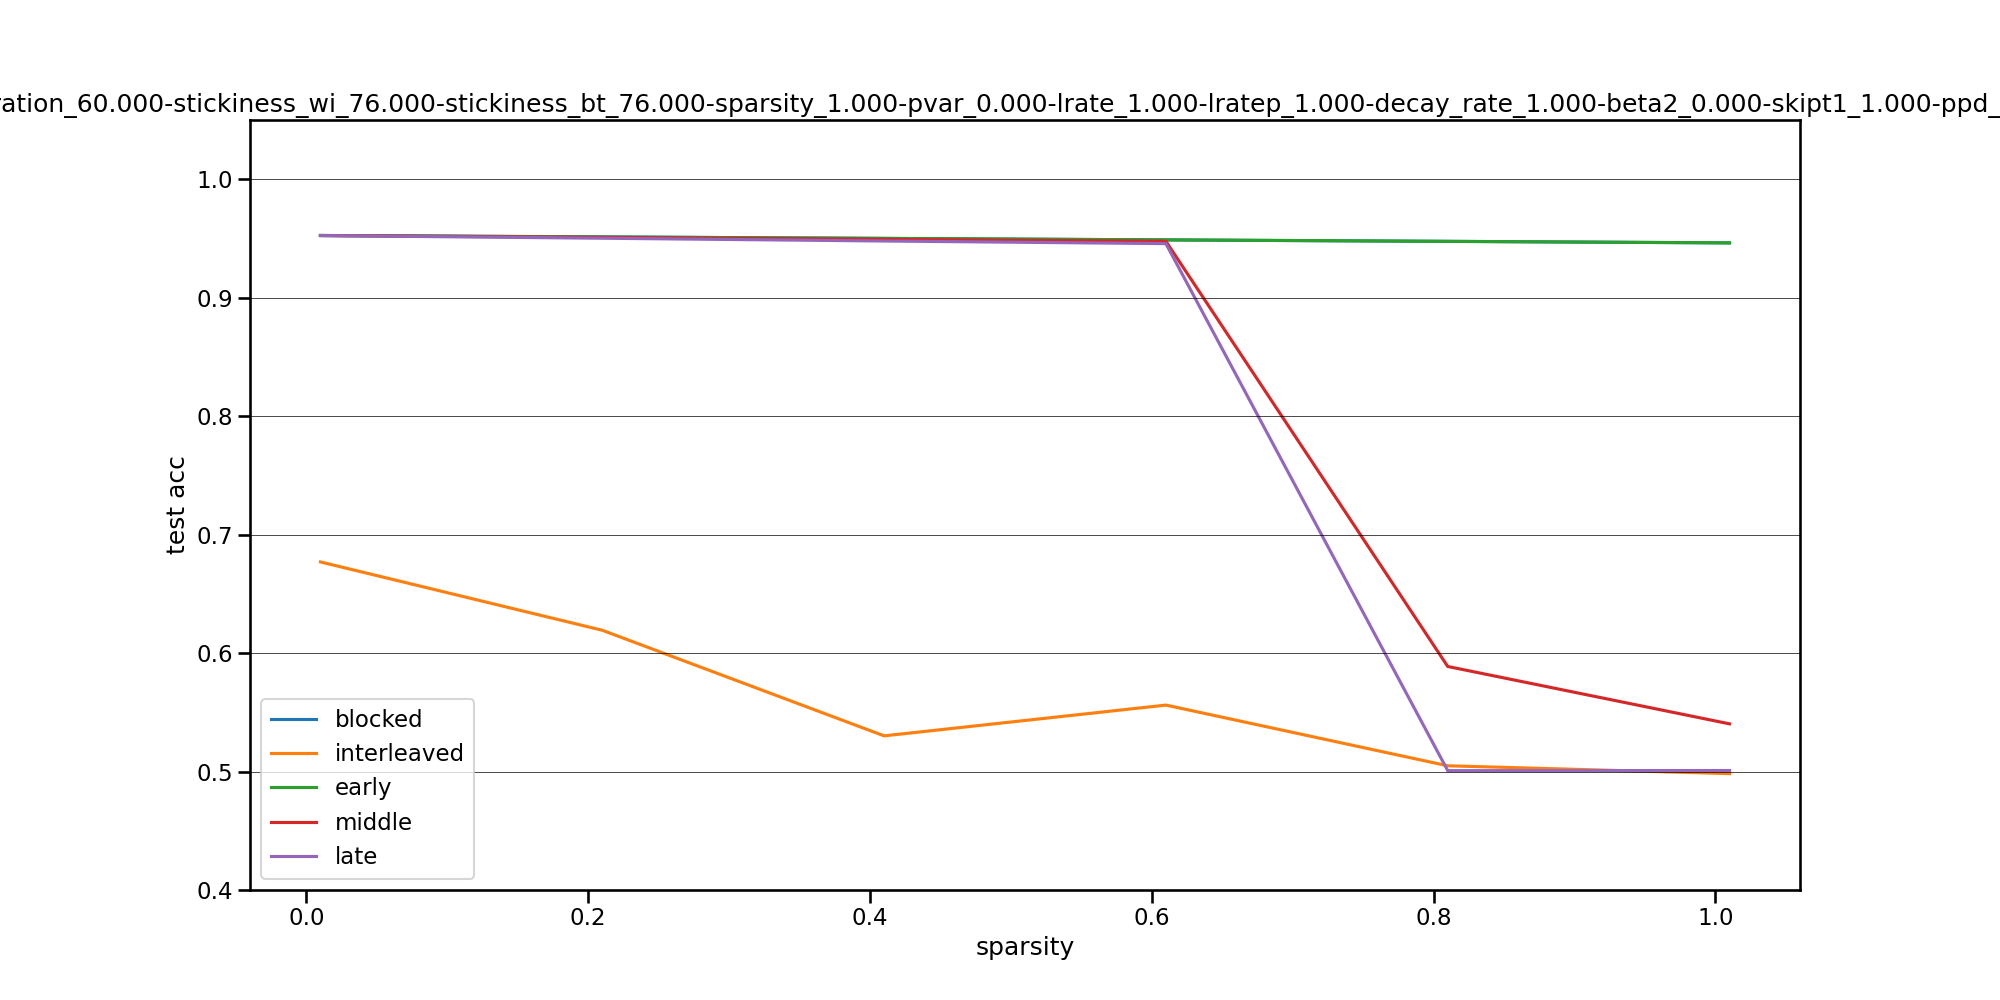 ration_60.000-stickiness_wi_76.000-stickiness_bt_76.000-sparsity_1.000-pvar_0.000-lrate_1.000-lratep_1.000-decay_rate_1.000-beta2_0.000-skipt1_1.000-ppd_
1.0
0.9
0.8
0.7
0.6
0.5
0.4
test acc
blocked
interleaved
early
middle
late
0.0 0.2 0.4 0.6 0.8 1.0
sparsity